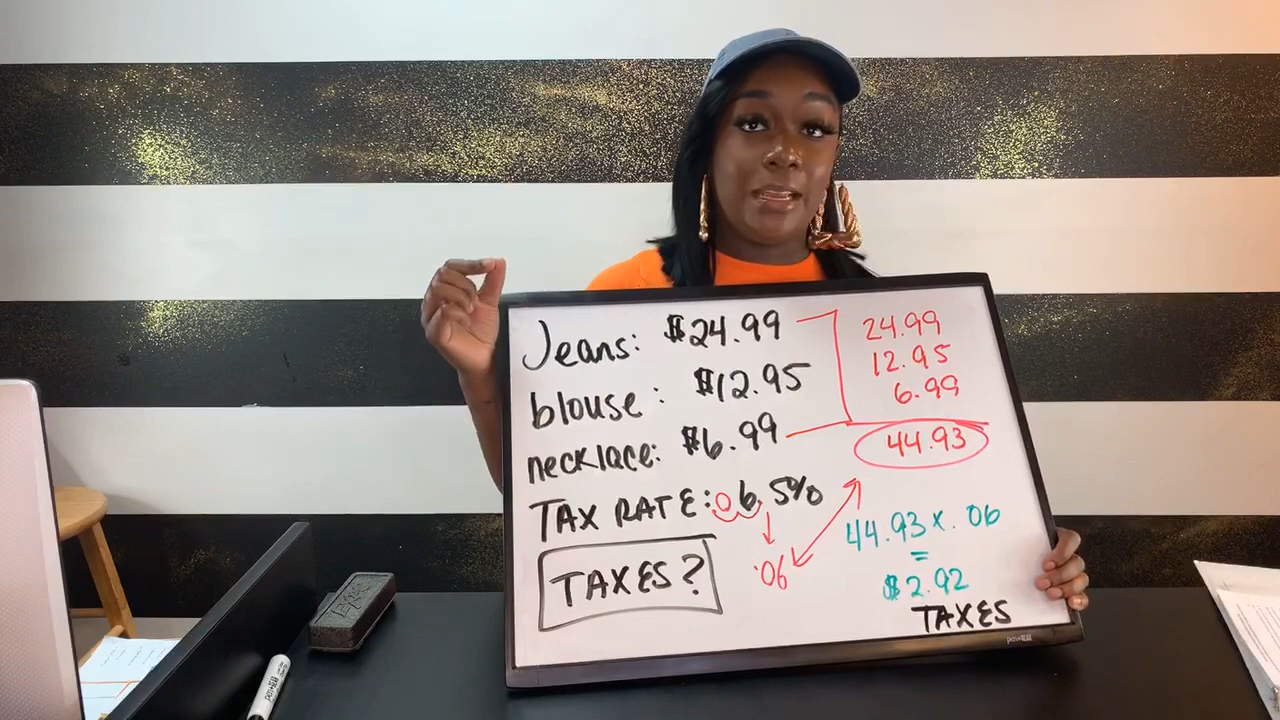 Jeans: $24.99
blouse: $12.95
necklace: $6.99
TAX RATE: 06.5%
TAXES?
.06
24.99
12.95
6.99
44.93
44.93 x .06
=
$2.92
TAXES